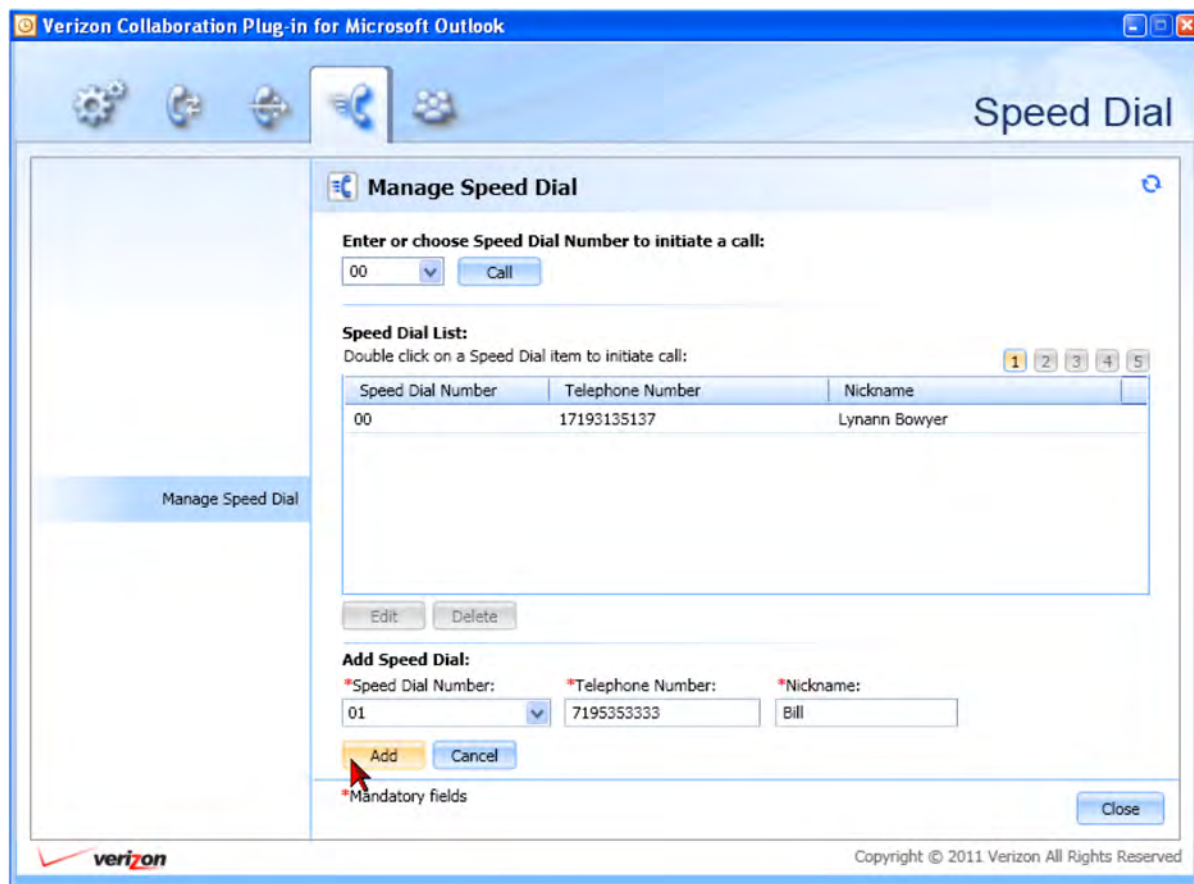 Verizon Collaboration Plug-in for Microsoft Outlook
Speed Dial
Manage Speed Dial
Enter or choose Speed Dial Number to initiate a call:
00 Call
Speed Dial List:
Double click on a Speed Dial item to initiate call:
1 2 3 4 5
Speed Dial Number Telephone Number Nickname
00 17193135137 Lynann Bowyer
Manage Speed Dial
Edit Delete
Add Speed Dial:
*Speed Dial Number: *Telephone Number: *Nickname:
01 7195353333 Bill
Add Cancel
*Mandatory fields
Close
verizon Copyright © 2011 Verizon All Rights Reserved